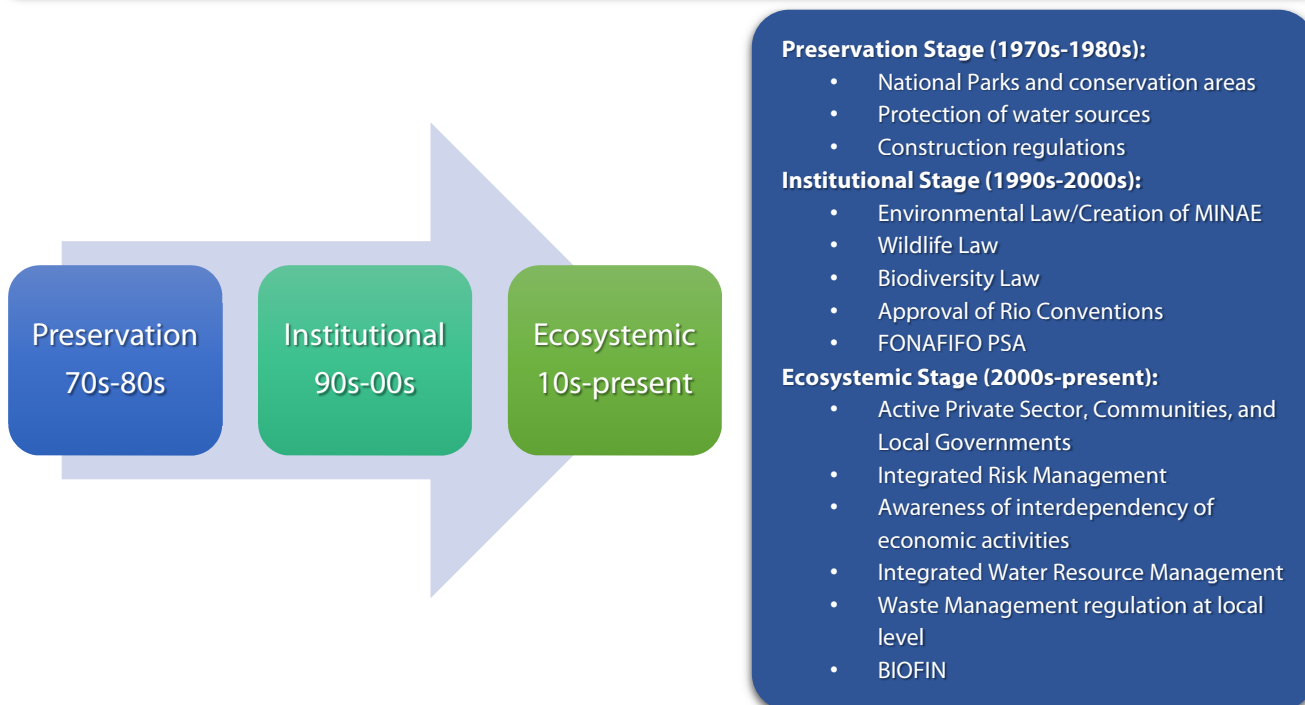 Preservation
70s-80s
Institutional
90s-00s
Ecosystemic
10s-present
Preservation Stage (1970s-1980s):
• National Parks and conservation areas
• Protection of water sources
• Construction regulations
Institutional Stage (1990s-2000s):
• Environmental Law/Creation of MINAE
• Wildlife Law
• Biodiversity Law
• Approval of Rio Conventions
• FONAFIFO PSA
Ecosystemic Stage (2000s-present):
• Active Private Sector, Communities, and
Local Governments
• Integrated Risk Management
• Awareness of interdependency of
economic activities
• Integrated Water Resource Management
• Waste Management regulation at local
level
• BIOFIN